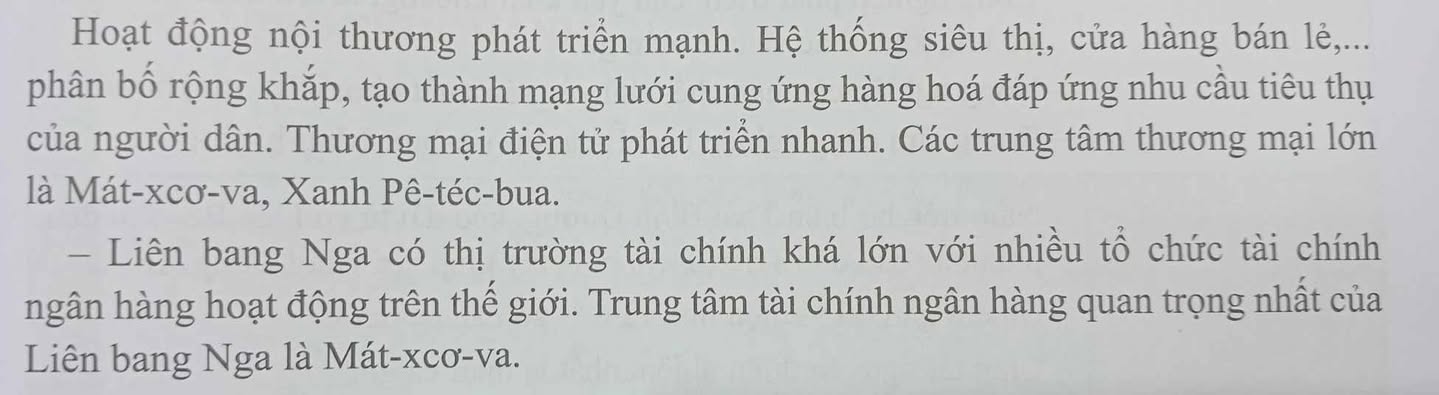 Hoạt động nội thương phát triển mạnh. Hệ thống siêu thị, cửa hàng bán lẻ,...
phân bố rộng khắp, tạo thành mạng lưới cung ứng hàng hoá đáp ứng nhu cầu tiêu thụ
của người dân. Thương mại điện tử phát triển nhanh. Các trung tâm thương mại lớn
là Mát-xcơ-va, Xanh Pê-téc-bua.
– Liên bang Nga có thị trường tài chính khá lớn với nhiều tổ chức tài chính
ngân hàng hoạt động trên thế giới. Trung tâm tài chính ngân hàng quan trọng nhất của
Liên bang Nga là Mát-xcơ-va.